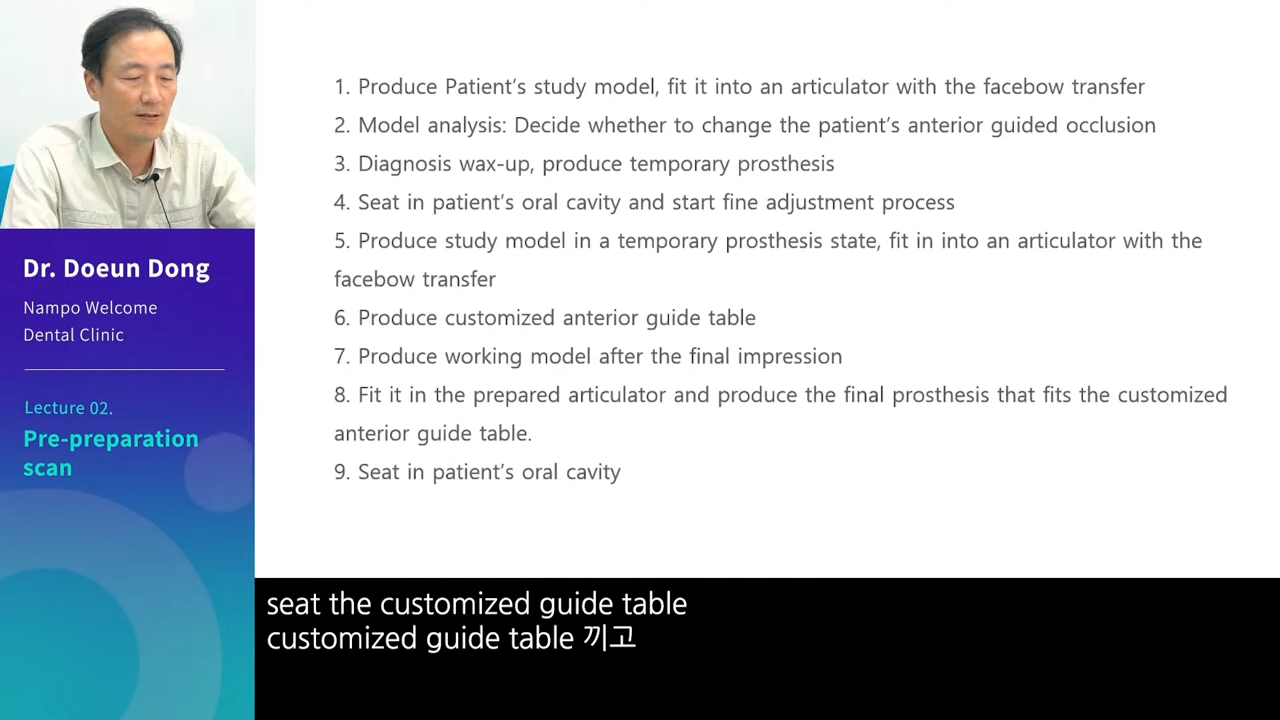 Dr. Doeun Dong
Nampo Welcome
Dental Clinic
Lecture 02.
Pre-preparation
scan
1. Produce Patient's study model, fit it into an articulator with the facebow transfer
2. Model analysis: Decide whether to change the patient's anterior guided occlusion
3. Diagnosis wax-up, produce temporary prosthesis
4. Seat in patient's oral cavity and start fine adjustment process
5. Produce study model in a temporary prosthesis state, fit in into an articulator with the
facebow transfer
6. Produce customized anterior guide table
7. Produce working model after the final impression
8. Fit it in the prepared articulator and produce the final prosthesis that fits the customized
anterior guide table.
9. Seat in patient's oral cavity
seat the customized guide table
customized guide table 끼고